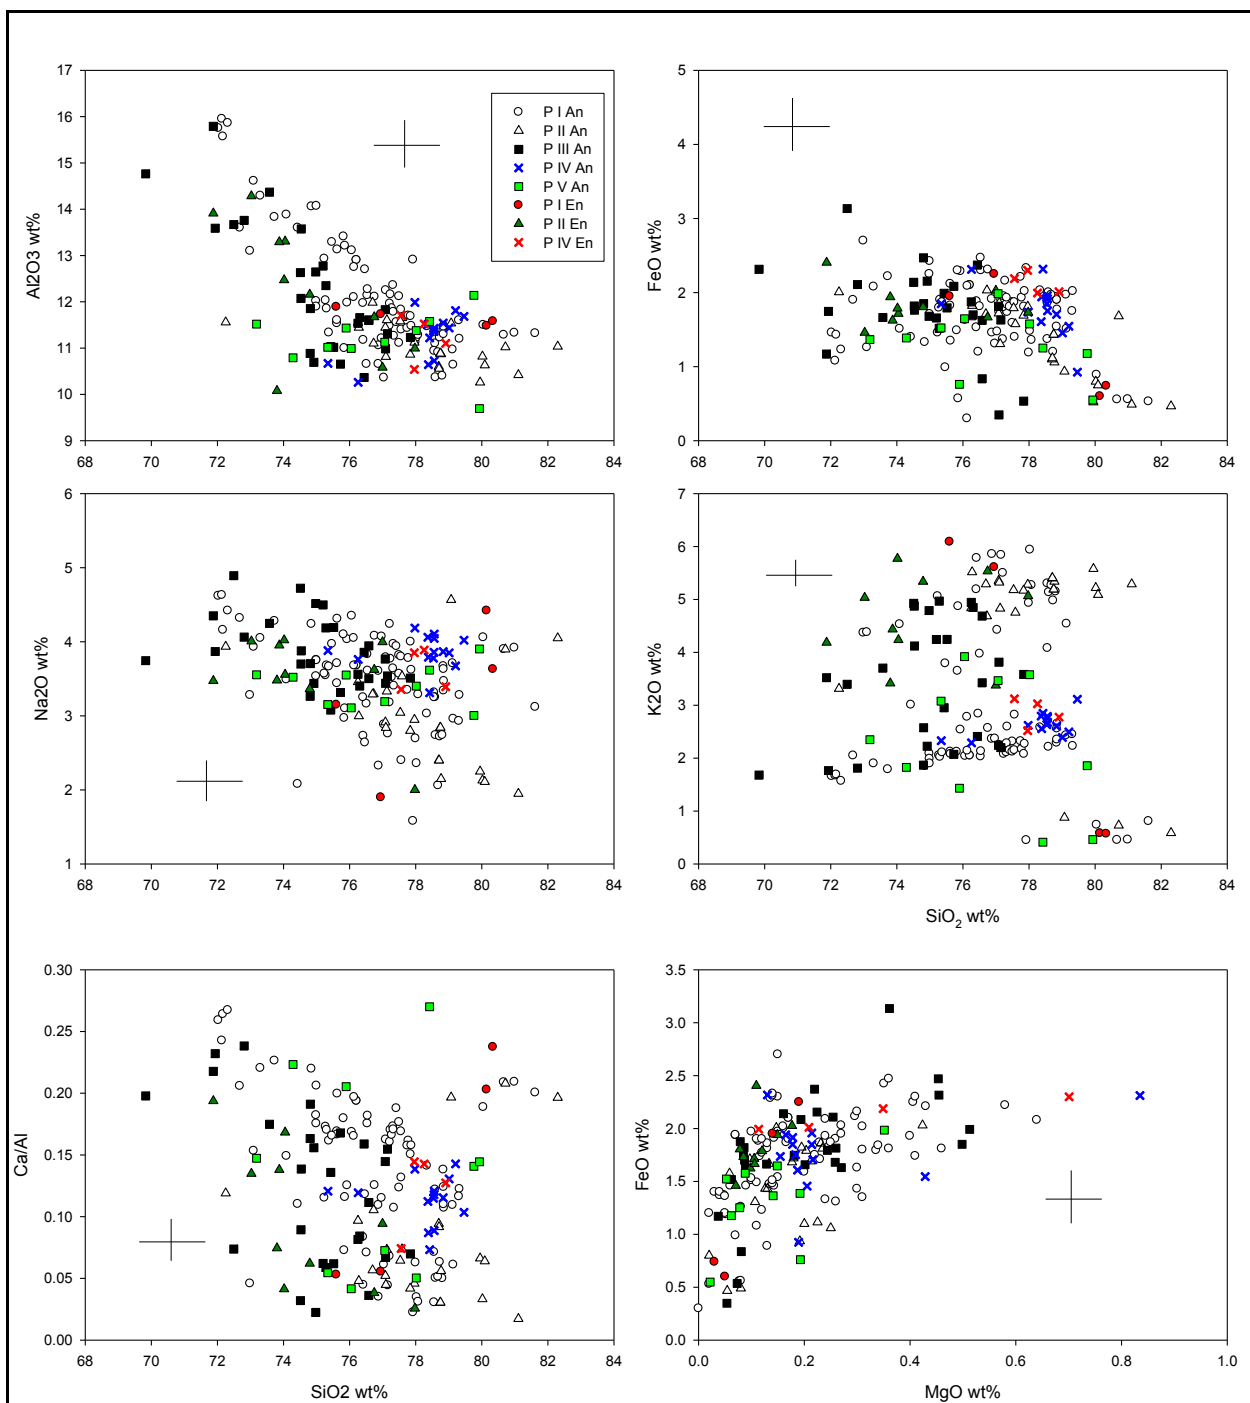 17
16
15
14
13
12
11
10
9
Al2O3 wt%
68 70 72 74 76 78 80 82 84
P I An
P II An
P III An
P IV An
P V An
P I En
P II En
P IV En
5
4
3
2
1
0
FeO wt%
68 70 72 74 76 78 80 82 84
6
5
4
3
2
1
Na2O wt%
68 70 72 74 76 78 80 82 84
7
6
5
4
3
2
1
0
K2O wt%
68 70 72 74 76 78 80 82 84
SiO2 wt%
0.30
0.25
0.20
0.15
0.10
0.05
0.00
Ca/Al
68 70 72 74 76 78 80 82 84
SiO2 wt%
3.5
3.0
2.5
2.0
1.5
1.0
0.5
0.0
FeO wt%
0.0 0.2 0.4 0.6 0.8 1.0
MgO wt%